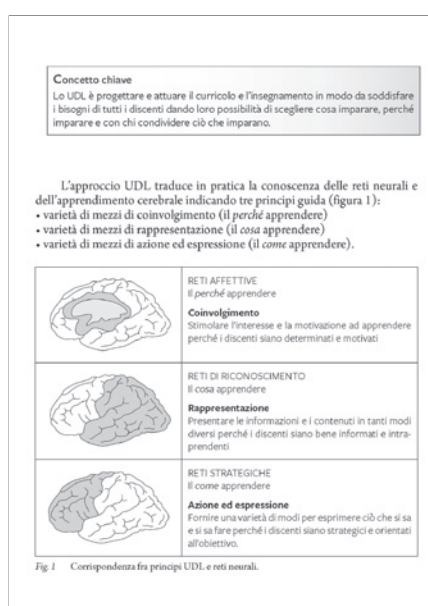 Concetto chiave
Lo UDL è progettare e attuare il curricolo e l'insegnamento in modo da soddisfare
i bisogni di tutti i discenti dando loro possibilità di scegliere cosa imparare, perché
imparare e con chi condividere ciò che imparano.
L'approccio UDL traduce in pratica la conoscenza delle reti neurali e
dell'apprendimento cerebrale indicando tre principi guida (figura 1):
• varietà di mezzi di coinvolgimento (il perché apprendere)
• varietà di mezzi di rappresentazione (il cosa apprendere)
• varietà di mezzi di azione ed espressione (il come apprendere).
RETI AFFETTIVE
Il perché apprendere
Coinvolgimento
Stimolare l'interesse e la motivazione ad apprendere
perché i discenti siano determinati e motivati
RETI DI RICONOSCIMENTO
Il cosa apprendere
Rappresentazione
Presentare le informazioni e i contenuti in tanti modi
diversi perché i discenti siano bene informati e intra-
prendenti
RETI STRATEGICHE
Il come apprendere
Azione ed espressione
Fornire una varietà di modi per esprimere ciò che si sa
e si sa fare perché i discenti siano strategici e orientati
all'obiettivo.
Fig. 1 Corrispondenza fra principi UDL e reti neurali.